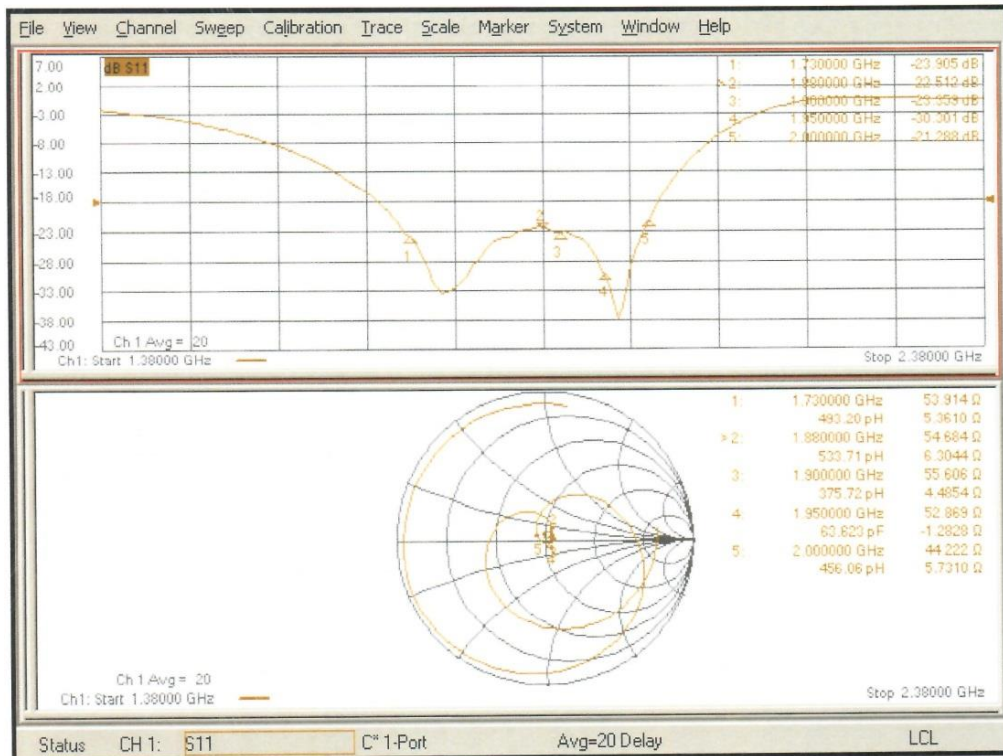 File View Channel Sweep Calibration Trace Scale Marker System Window Help
dB S11
7.00
2.00
-3.00
-8.00
-13.00
-18.00
-23.00
-28.00
-33.00
-38.00
-43.00
1: 1.730000 GHz -23.905 dB
>2: 1.880000 GHz -22.512 dB
3: 1.900000 GHz -23.359 dB
4: 1.950000 GHz -30.301 dB
5: 2.000000 GHz -21.288 dB
1
2
3
4
5
Ch 1 Avg = 20
Ch1: Start 1.38000 GHz
Stop 2.38000 GHz
1: 1.730000 GHz 53.914 Ω
493.20 pH 5.3610 Ω
>2: 1.880000 GHz 54.684 Ω
533.71 pH 6.3044 Ω
3: 1.900000 GHz 55.606 Ω
375.72 pH 4.4854 Ω
4: 1.950000 GHz 52.869 Ω
63.623 pF -1.2828 Ω
5: 2.000000 GHz 44.222 Ω
456.06 pH 5.7310 Ω
5
Ch 1 Avg = 20
Ch1: Start 1.38000 GHz
Stop 2.38000 GHz
Status CH 1: S11 C* 1-Port Avg=20 Delay LCL